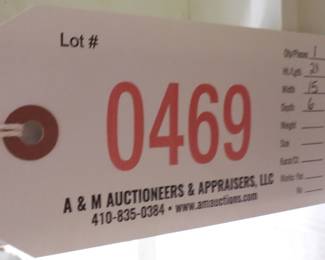 Lot #
0469
A & M AUCTIONEERS & APPRAISERS, LLC
410-835-0384 • www.amauctions.com
Qty/Pieces 1
Ht./Lgth
Width 15
Depth 6
Weight
Size